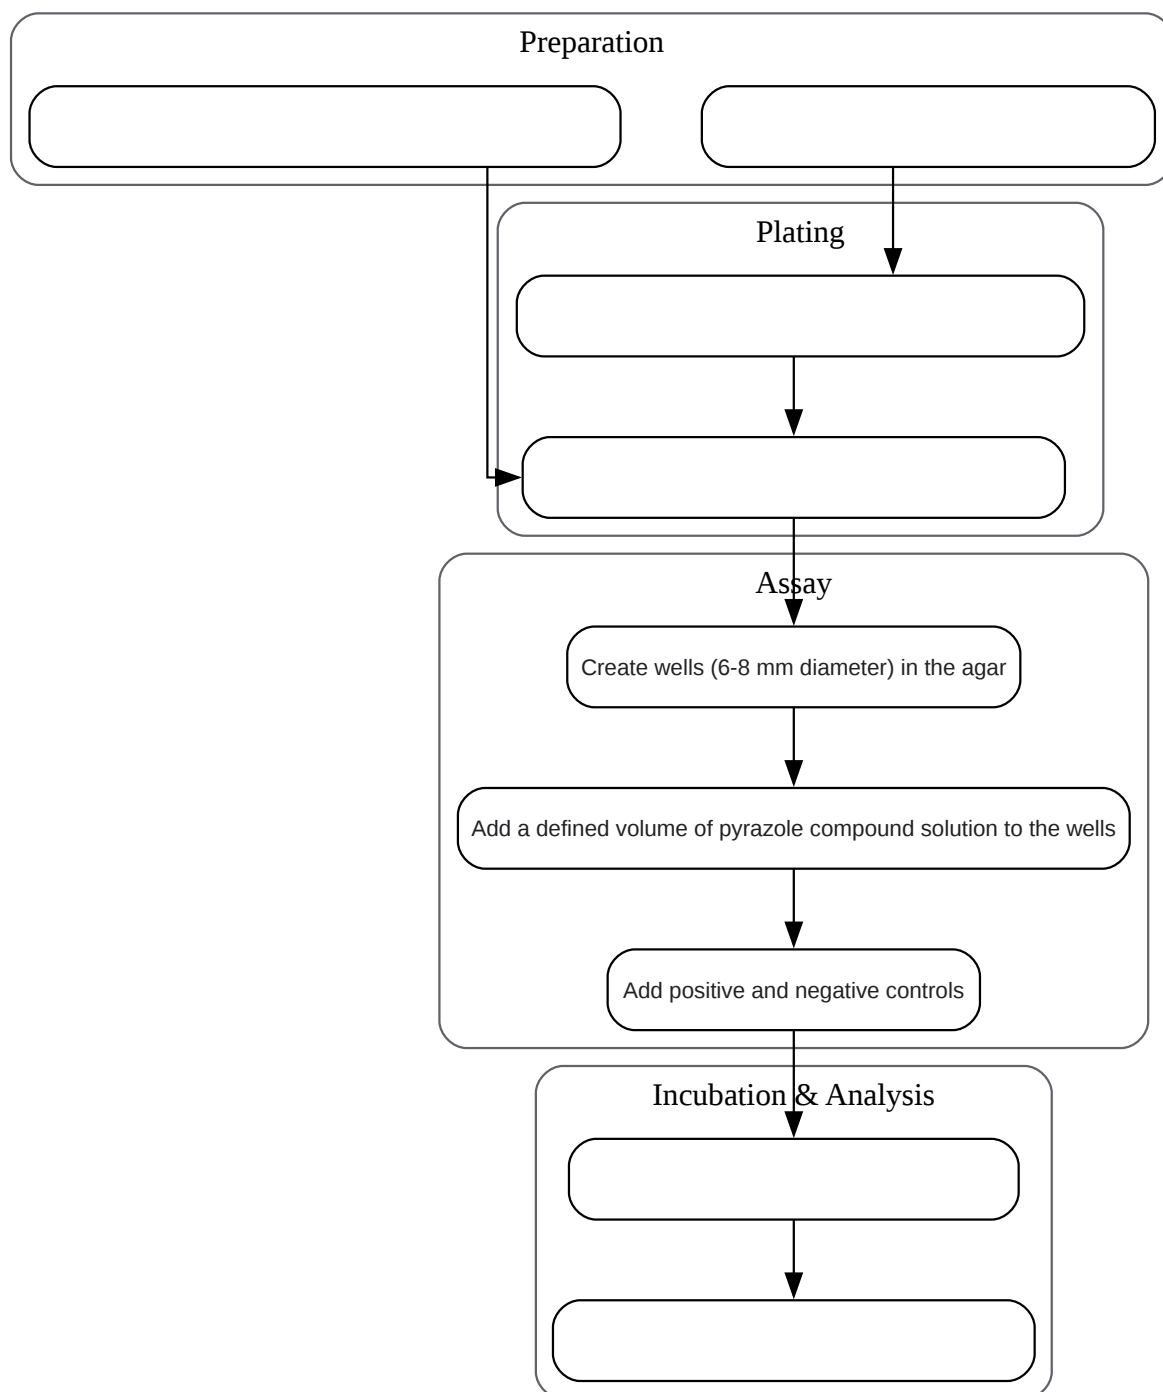 Preparation
Plating
Assay
Create wells (6-8 mm diameter) in the agar
Add a defined volume of pyrazole compound solution to the wells
Add positive and negative controls
Incubation & Analysis